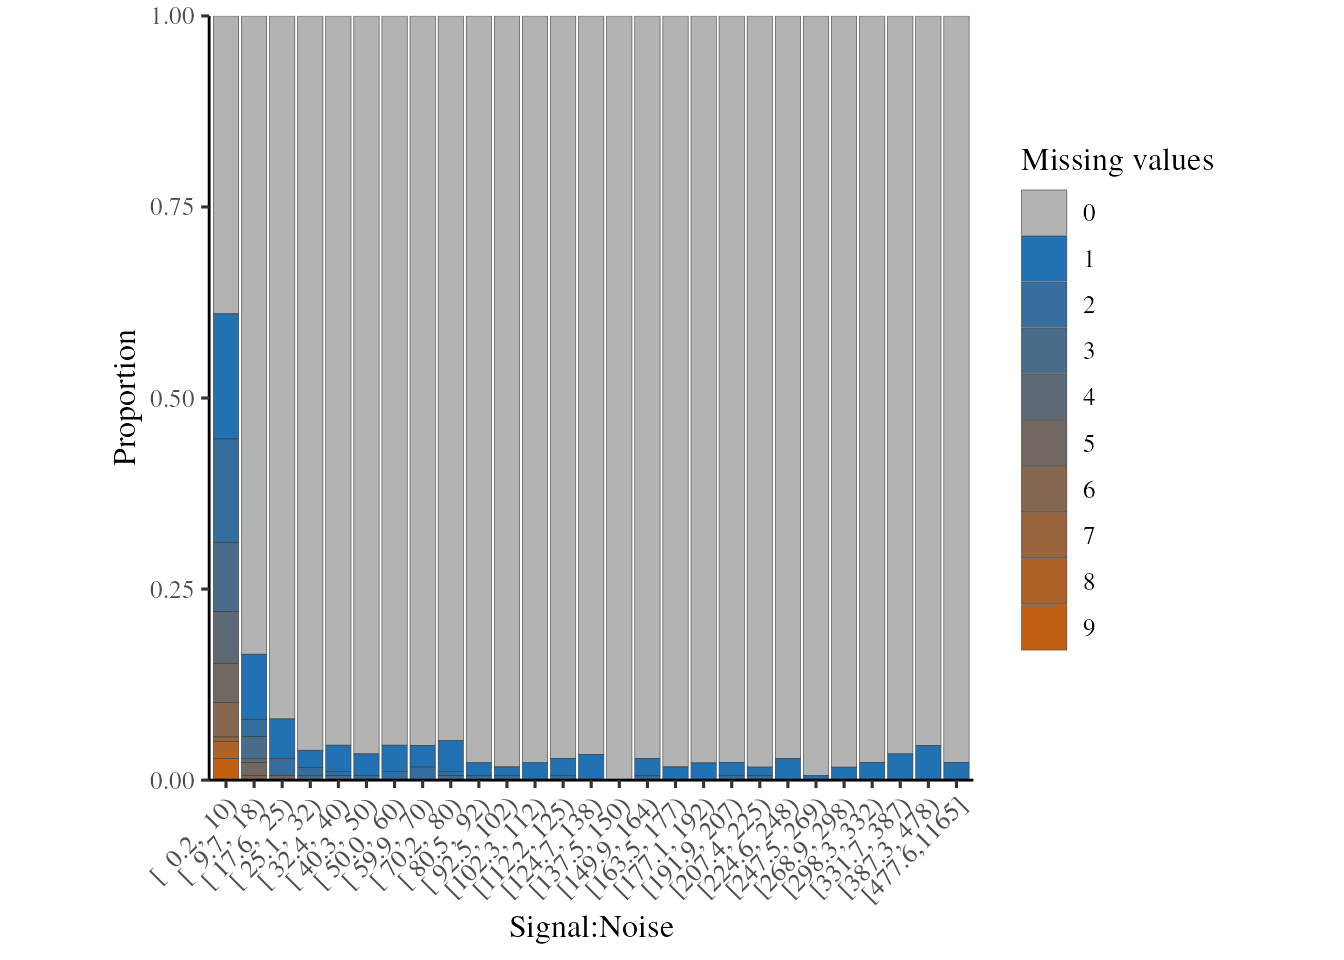 1.00
0.75
0.50
0.25
0.00
Proportion
[ 0.2, 10)
[ 9.7, 18)
[ 17.6, 25)
[ 25.1, 32)
[ 32.4, 40)
[ 40.3, 50)
[ 50.0, 60)
[ 59.9, 70)
[ 70.2, 80)
[ 80.5, 92)
[ 92.5, 102)
[102.3, 112)
[112.2, 125)
[124.7, 138)
[137.5, 150)
[149.9, 164)
[163.5, 177)
[177.1, 192)
[191.9, 207)
[207.4, 225)
[224.6, 248)
[247.5, 269)
[268.9, 298)
[298.3, 332)
[331.7, 387)
[387.3, 478)
[477.6,1165]
Signal:Noise
Missing values
0
1
2
3
4
5
6
7
8
9